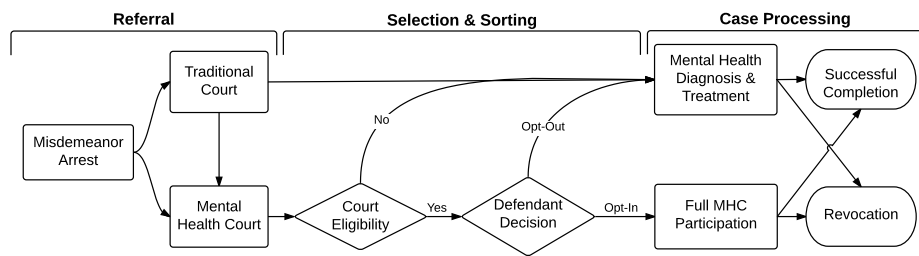 Referral
Selection & Sorting
Case Processing
Misdemeanor
Arrest
Traditional
Court
Mental
Health Court
No
Court
Eligibility
Yes
Opt-Out
Defendant
Decision
Opt-In
Mental Health
Diagnosis &
Treatment
Full MHC
Participation
Successful
Completion
Revocation